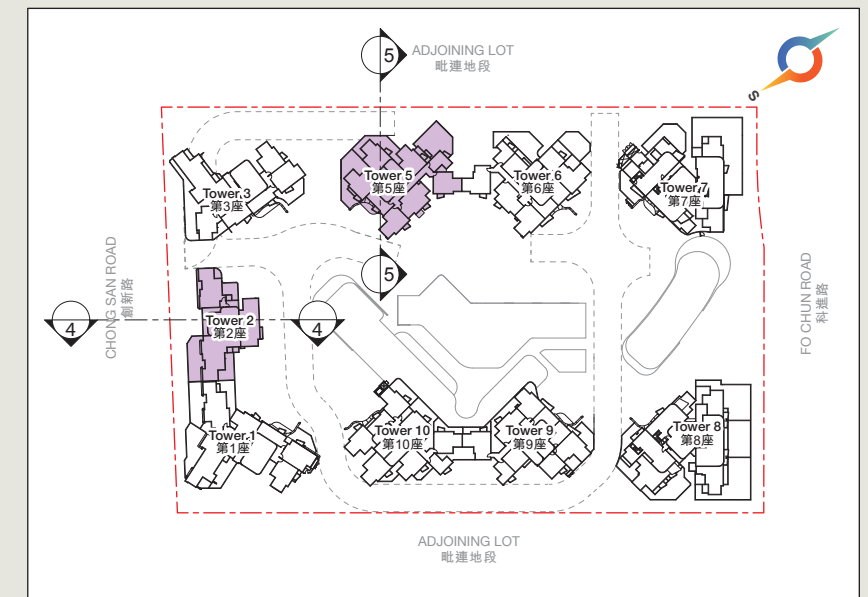 5
ADJOINING LOT
毗連地段
S
Tower 3
第3座
Tower 5
第5座
Tower 6
第6座
Tower 7
第7座
5
CHONG SAN ROAD
創新路
4
Tower 2
第2座
4
FO CHUN ROAD
科進路
Tower 1
第1座
Tower 10
第10座
Tower 9
第9座
Tower 8
第8座
ADJOINING LOT
毗連地段